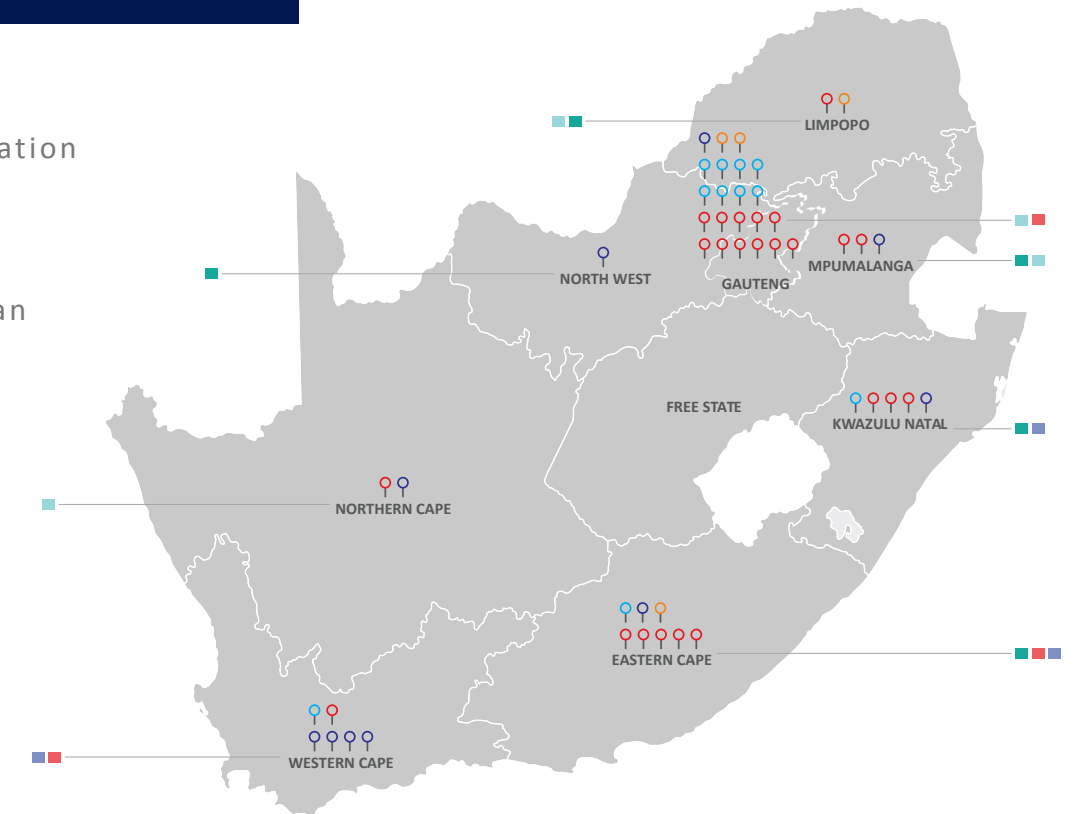 ation
an
LIMPOPO
NORTH WEST
MPUMALANGA
GAUTENG
FREE STATE
KWAZULU NATAL
NORTHERN CAPE
EASTERN CAPE
WESTERN CAPE